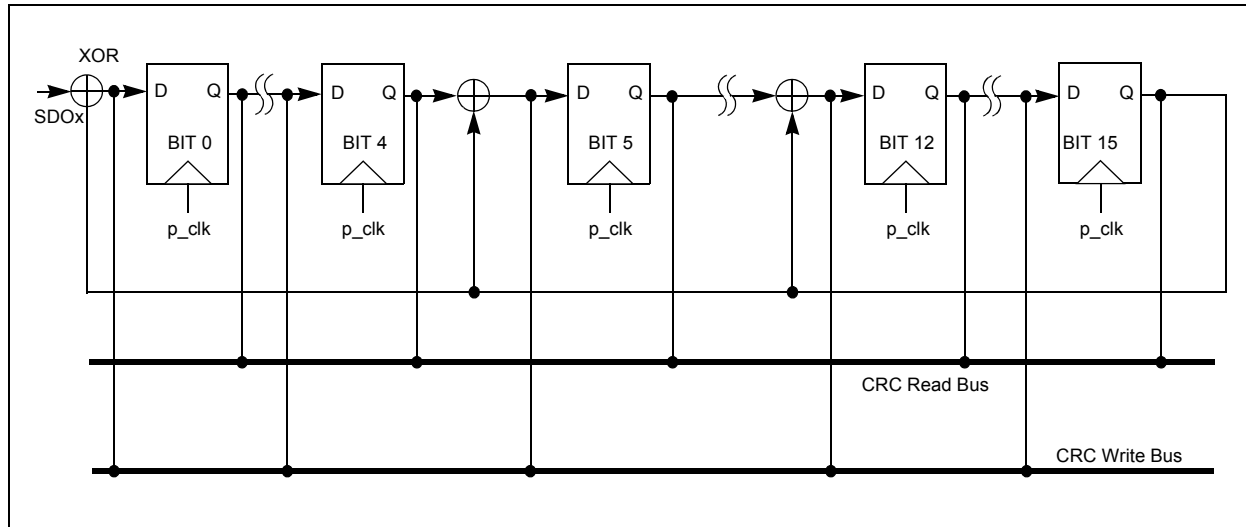 XOR
SDOx
D Q
BIT 0
p_clk
D Q
BIT 4
p_clk
D Q
BIT 5
p_clk
D Q
BIT 12
p_clk
D Q
BIT 15
p_clk
CRC Read Bus
CRC Write Bus